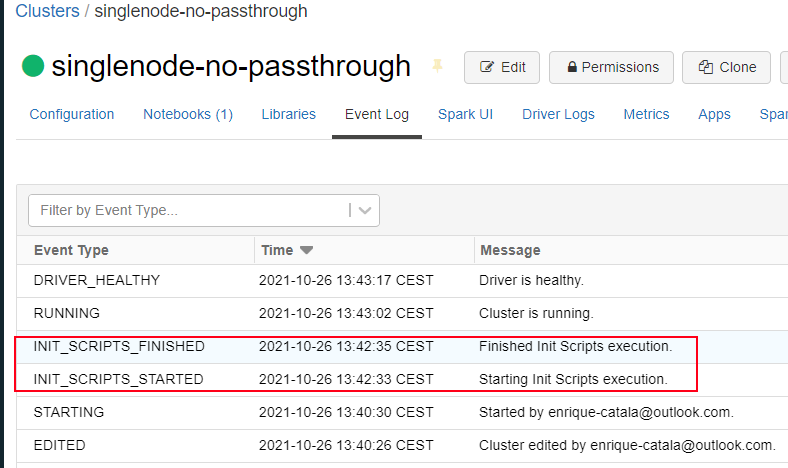 Clusters / singlenode-no-passthrough
singlenode-no-passthrough Edit Permissions Clone
Configuration Notebooks (1) Libraries Event Log Spark UI Driver Logs Metrics Apps Spar
Filter by Event Type...
Event Type Time Message
DRIVER_HEALTHY 2021-10-26 13:43:17 CEST Driver is healthy.
RUNNING 2021-10-26 13:43:02 CEST Cluster is running.
INIT_SCRIPTS_FINISHED 2021-10-26 13:42:35 CEST Finished Init Scripts execution.
INIT_SCRIPTS_STARTED 2021-10-26 13:42:33 CEST Starting Init Scripts execution.
STARTING 2021-10-26 13:40:30 CEST Started by enrique-catala@outlook.com.
EDITED 2021-10-26 13:40:26 CEST Cluster edited by enrique-catala@outlook.com.